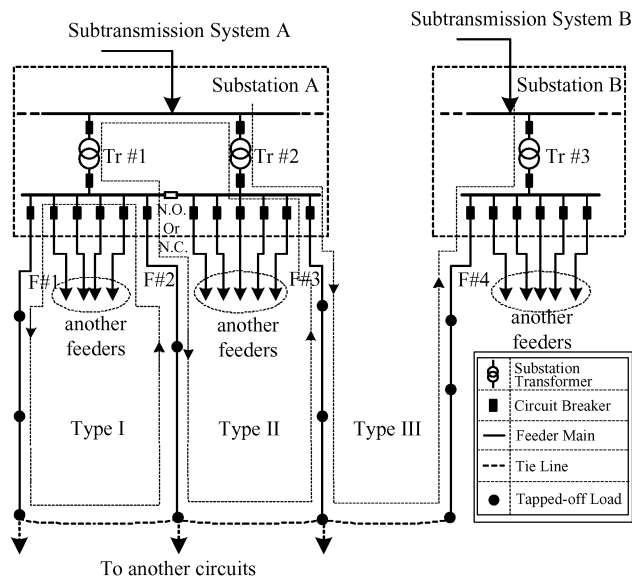 Subtransmission System A
Subtransmission System B
Substation A
Substation B
Tr #1
Tr #2
Tr #3
N.O.
Or
N.C.
F#1
F#2
F#3
F#4
another
feeders
another
feeders
another
feeders
Type I
Type II
Type III
Substation
Transformer
Circuit Breaker
Feeder Main
Tie Line
Tapped-off Load
To another circuits